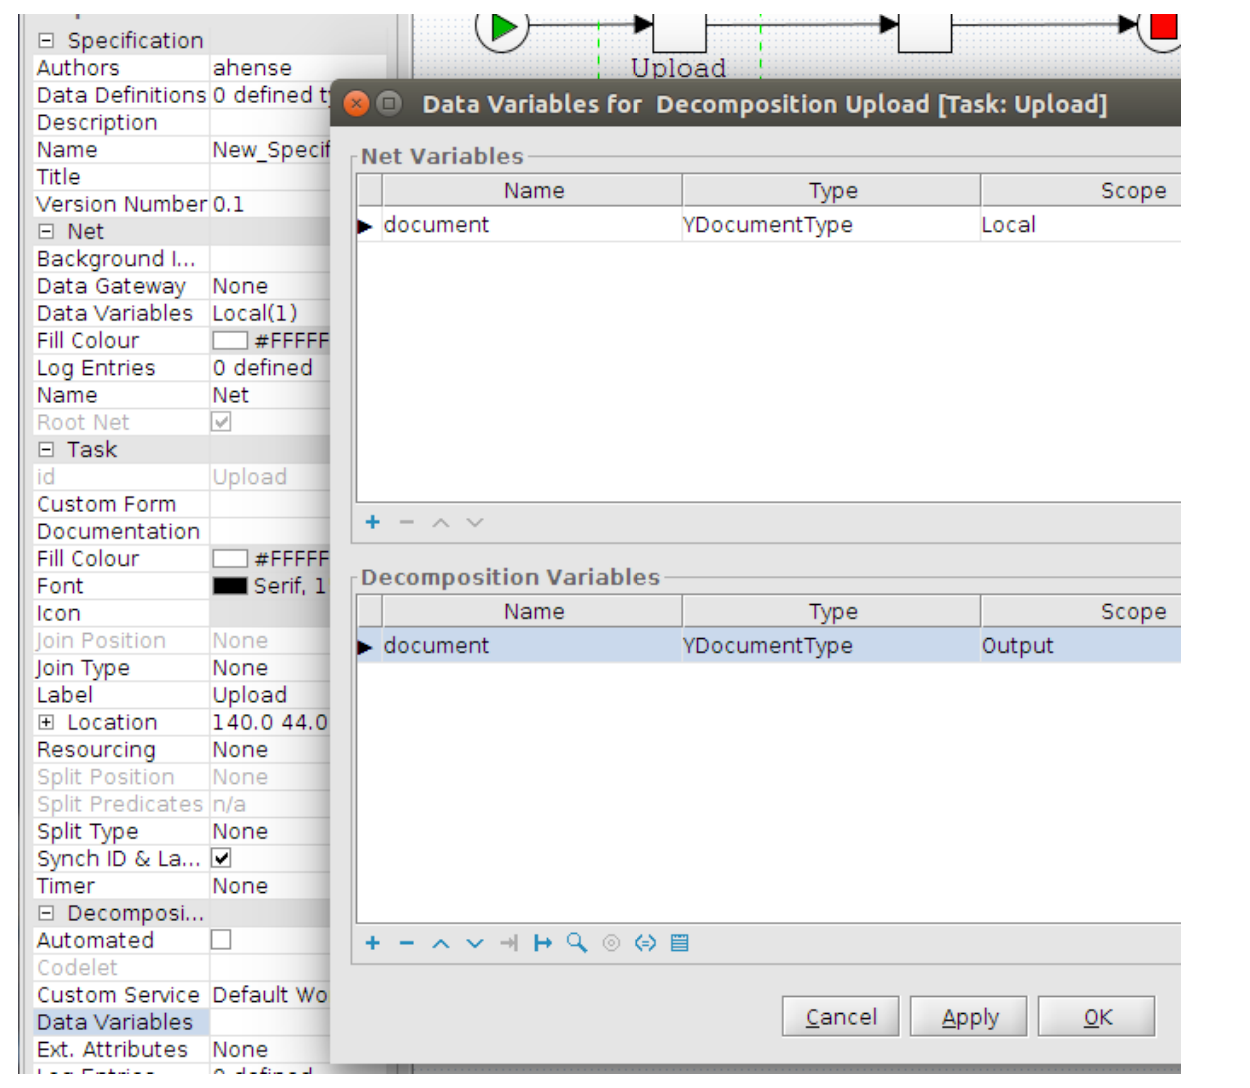 Specification
Authors ahense
Data Definitions 0 defined ty
Description
Name New_Specif
Title
Version Number 0.1
Net
Background I...
Data Gateway None
Data Variables Local(1)
Fill Colour #FFFFF
Log Entries 0 defined
Name Net
Root Net
Task
id Upload
Custom Form
Documentation
Fill Colour #FFFFF
Font Serif, 1
Icon
Join Position None
Join Type None
Label Upload
Location 140.0 44.0
Resourcing None
Split Position None
Split Predicates n/a
Split Type None
Synch ID & La...
Timer None
Decomposi...
Automated
Codelet
Custom Service Default Wo
Data Variables
Ext. Attributes None
Log Entries 0 defined
Upload
Data Variables for Decomposition Upload [Task: Upload]
Net Variables
Name Type Scope
document YDocumentType Local
Decomposition Variables
Name Type Scope
document YDocumentType Output
Cancel Apply OK